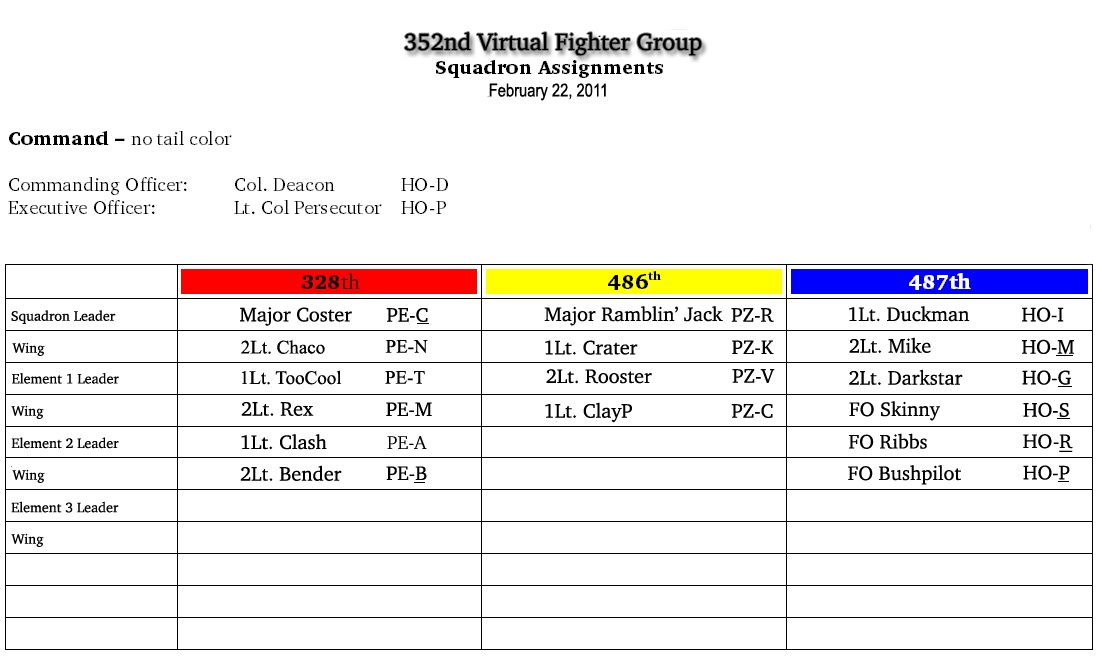 352nd Virtual Fighter Group
Squadron Assignments
February 22, 2011
Command – no tail color
Commanding Officer: Col. Deacon HO-D
Executive Officer: Lt. Col Persecutor HO-P
328th 486th 487th
Squadron Leader Major Coster PE-C Major Ramblin' Jack PZ-R 1Lt. Duckman HO-I
Wing 2Lt. Chaco PE-N 1Lt. Crater PZ-K 2Lt. Mike HO-M
Element 1 Leader 1Lt. TooCool PE-T 2Lt. Rooster PZ-V 2Lt. Darkstar HO-G
Wing 2Lt. Rex PE-M 1Lt. ClayP PZ-C FO Skinny HO-S
Element 2 Leader 1Lt. Clash PE-A FO Ribbs HO-R
Wing 2Lt. Bender PE-B FO Bushpilot HO-P
Element 3 Leader
Wing